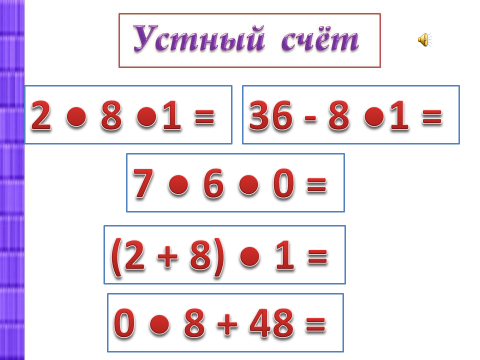 Устный счёт
2 • 8 •1 = 36 - 8 •1 =
7 • 6 • 0 =
(2 + 8) • 1 =
0 • 8 + 48 =